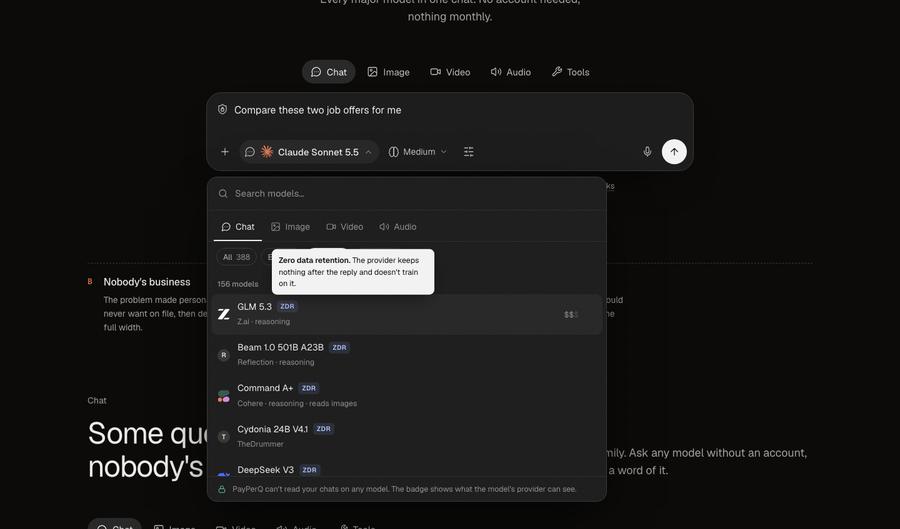 Every major model in one chat. No account needed,
nothing monthly.
Chat Image Video Audio Tools
Compare these two job offers for me
Claude Sonnet 5.5 Medium
Search models...
Chat Image Video Audio
All 388
Zero data retention. The provider keeps
nothing after the reply and doesn't train
on it.
156 models
GLM 5.3 ZDR
Z.ai · reasoning
$$$
Beam 1.0 501B A23B ZDR
Reflection · reasoning
Command A+ ZDR
Cohere · reasoning · reads images
Cydonia 24B V4.1 ZDR
TheDrummer
DeepSeek V3 ZDR
PayPerQ can't read your chats on any model. The badge shows what the model's provider can see.
B Nobody's business
The problem made persona
never want on file, then de
full width.
Chat
Some que
nobody's
mily. Ask any model without an account,
a word of it.
Chat Image Video Audio Tools